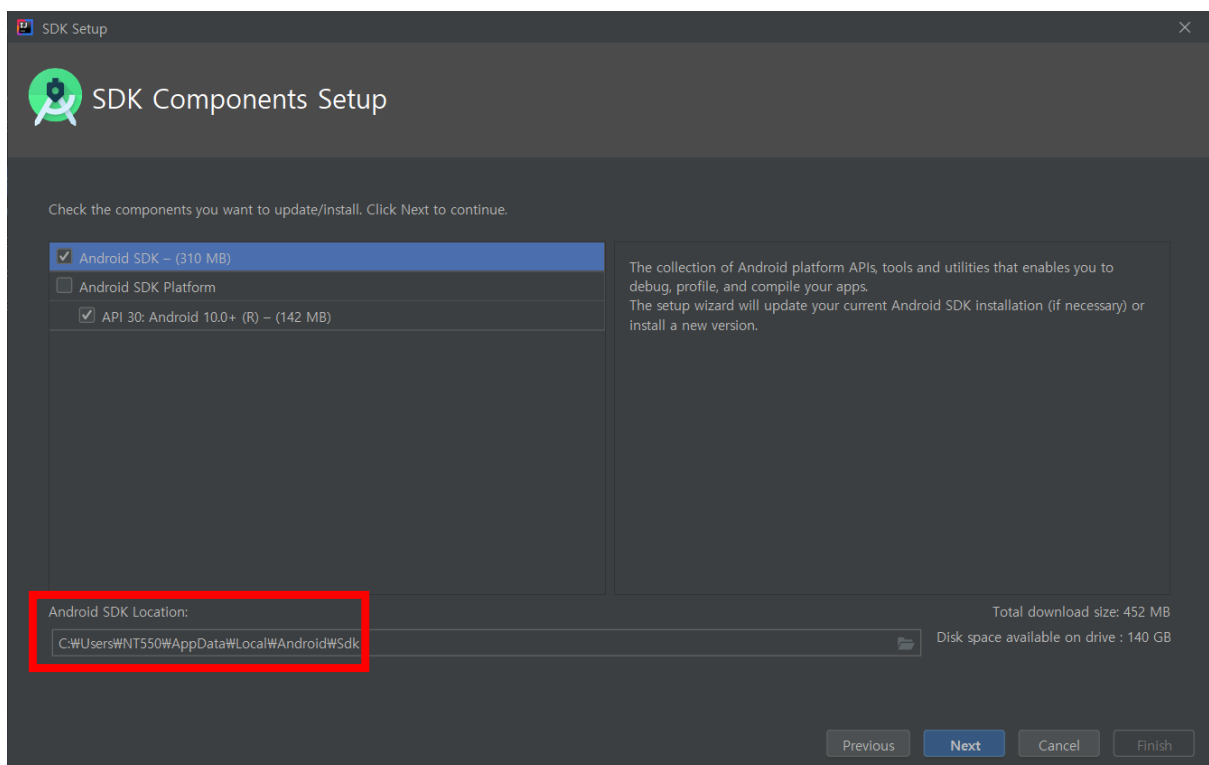 SDK Setup
SDK Components Setup
Check the components you want to update/install. Click Next to continue.
Android SDK – (310 MB)
Android SDK Platform
API 30: Android 10.0+ (R) – (142 MB)
The collection of Android platform APIs, tools and utilities that enables you to
debug, profile, and compile your apps.
The setup wizard will update your current Android SDK installation (if necessary) or
install a new version.
Android SDK Location:
C:₩Users₩NT550₩AppData₩Local₩Android₩Sdk
Total download size: 452 MB
Disk space available on drive : 140 GB
Previous
Next
Cancel
Finish